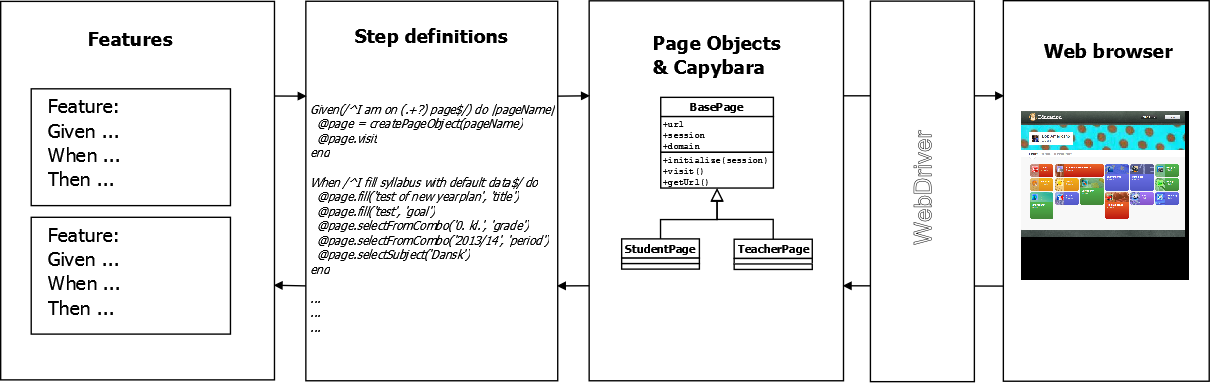 Features
Feature:
Given ...
When ...
Then ...
Feature:
Given ...
When ...
Then ...
Step definitions
Given(/^I am on (.+?) page$/) do |pageName|
@page = createPageObject(pageName)
@page.visit
end
When /^I fill syllabus with default data$/ do
@page.fill('test of new yearplan', 'title')
@page.fill('test', 'goal')
@page.selectFromCombo('0. kl.', 'grade')
@page.selectFromCombo('2013/14', 'period')
@page.selectSubject('Dansk')
end
...
...
...
Page Objects
& Capybara
BasePage
+url
+session
+domain
+initialize(session)
+visit()
+getUrl()
StudentPage
TeacherPage
WebDriver
Web browser